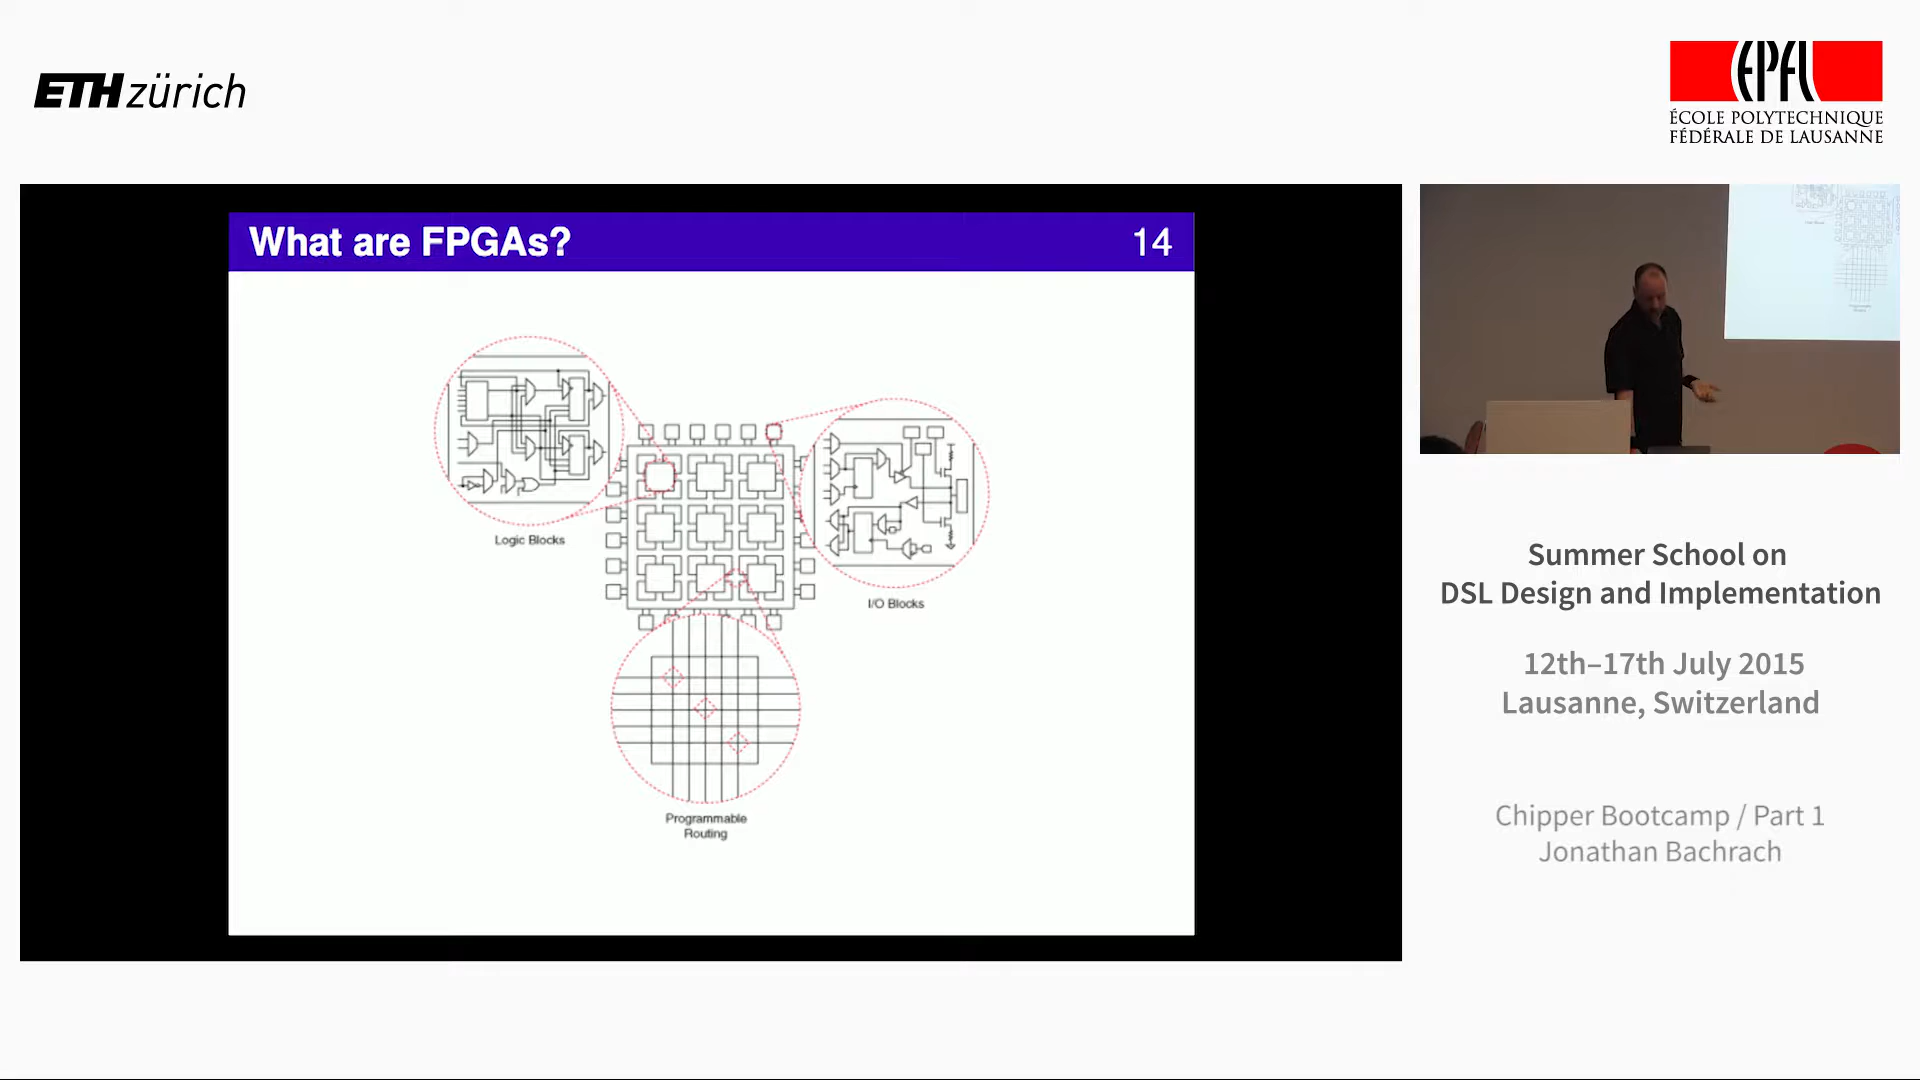 ETH zürich
EPFL
ÉCOLE POLYTECHNIQUE
FÉDÉRALE DE LAUSANNE
What are FPGAs?
14
Logic Blocks
I/O Blocks
Programmable
Routing
Summer School on
DSL Design and Implementation
12th–17th July 2015
Lausanne, Switzerland
Chipper Bootcamp / Part 1
Jonathan Bachrach